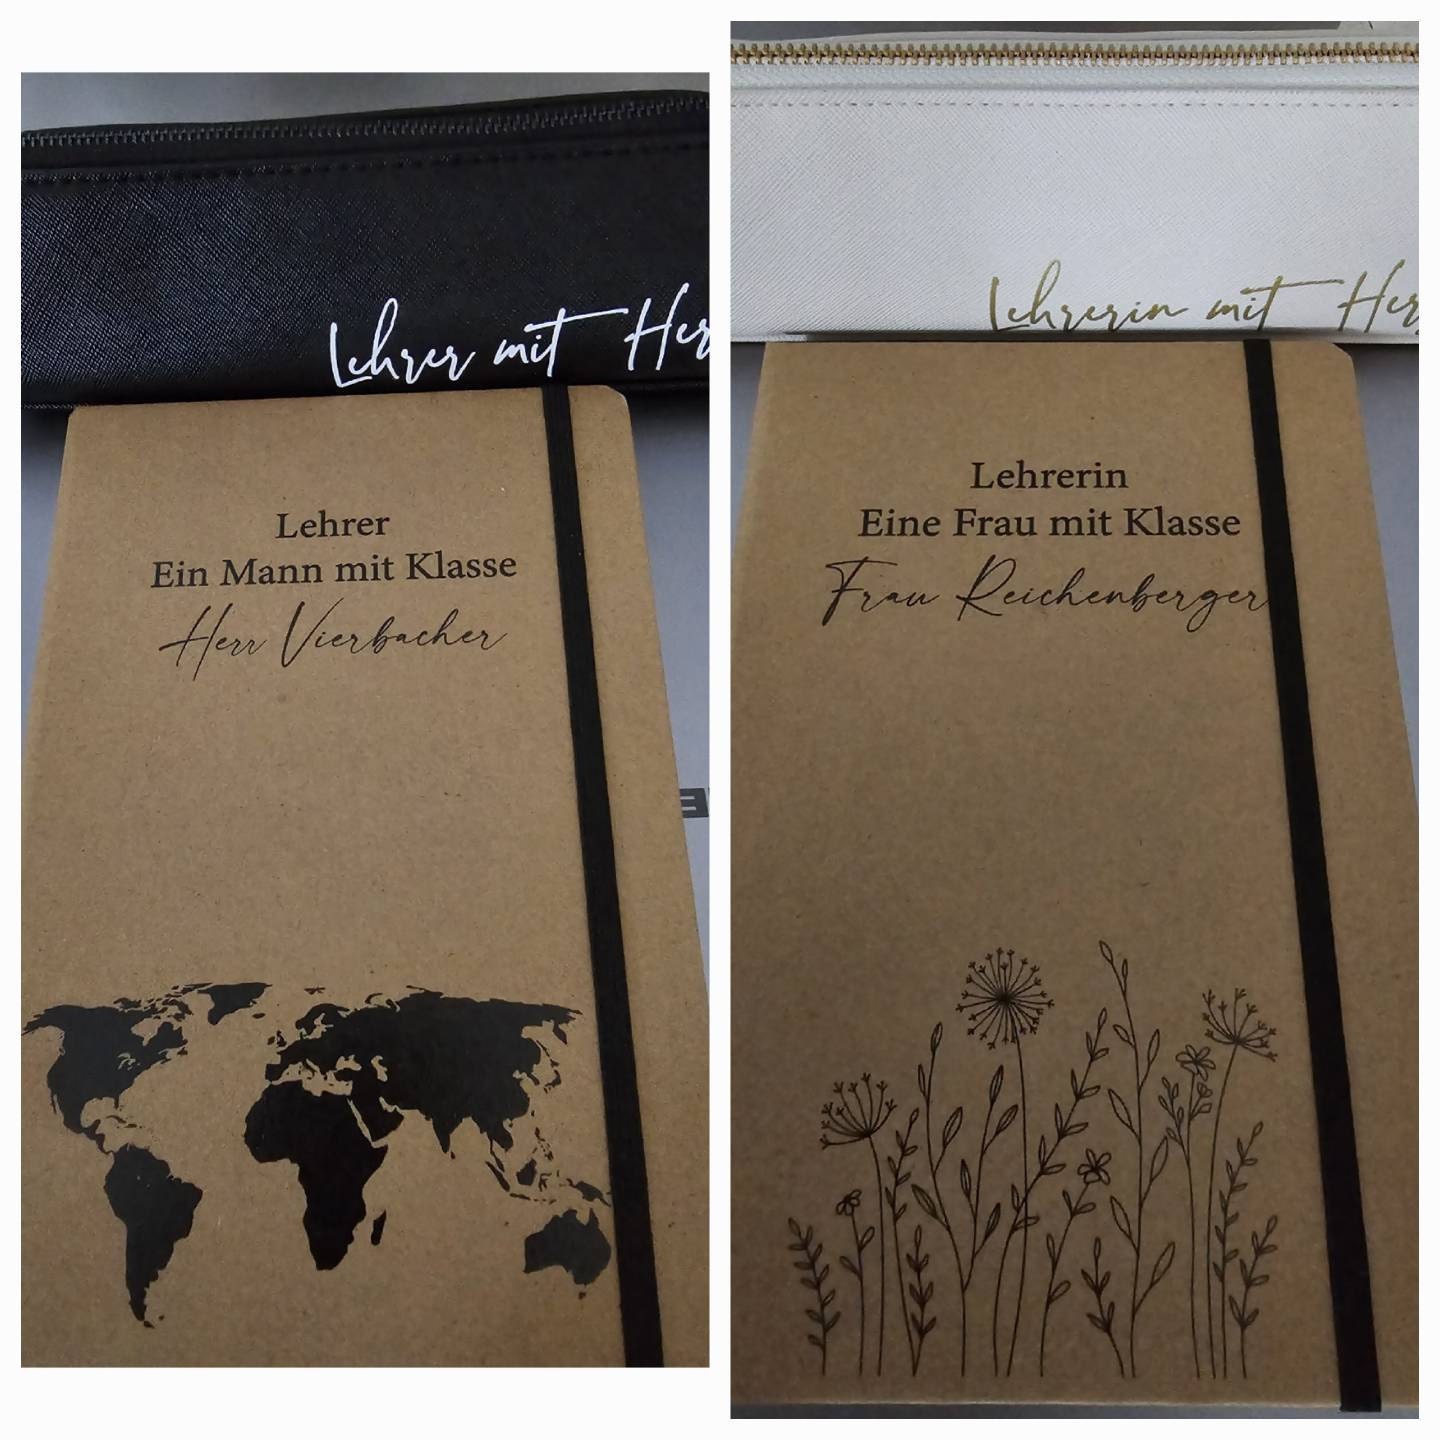 Lehrer mit
Lehrer
Ein Mann mit Klasse
Herr Vierbacher
Lehrerin mit
Lehrerin
Eine Frau mit Klasse
Frau Reichenberger